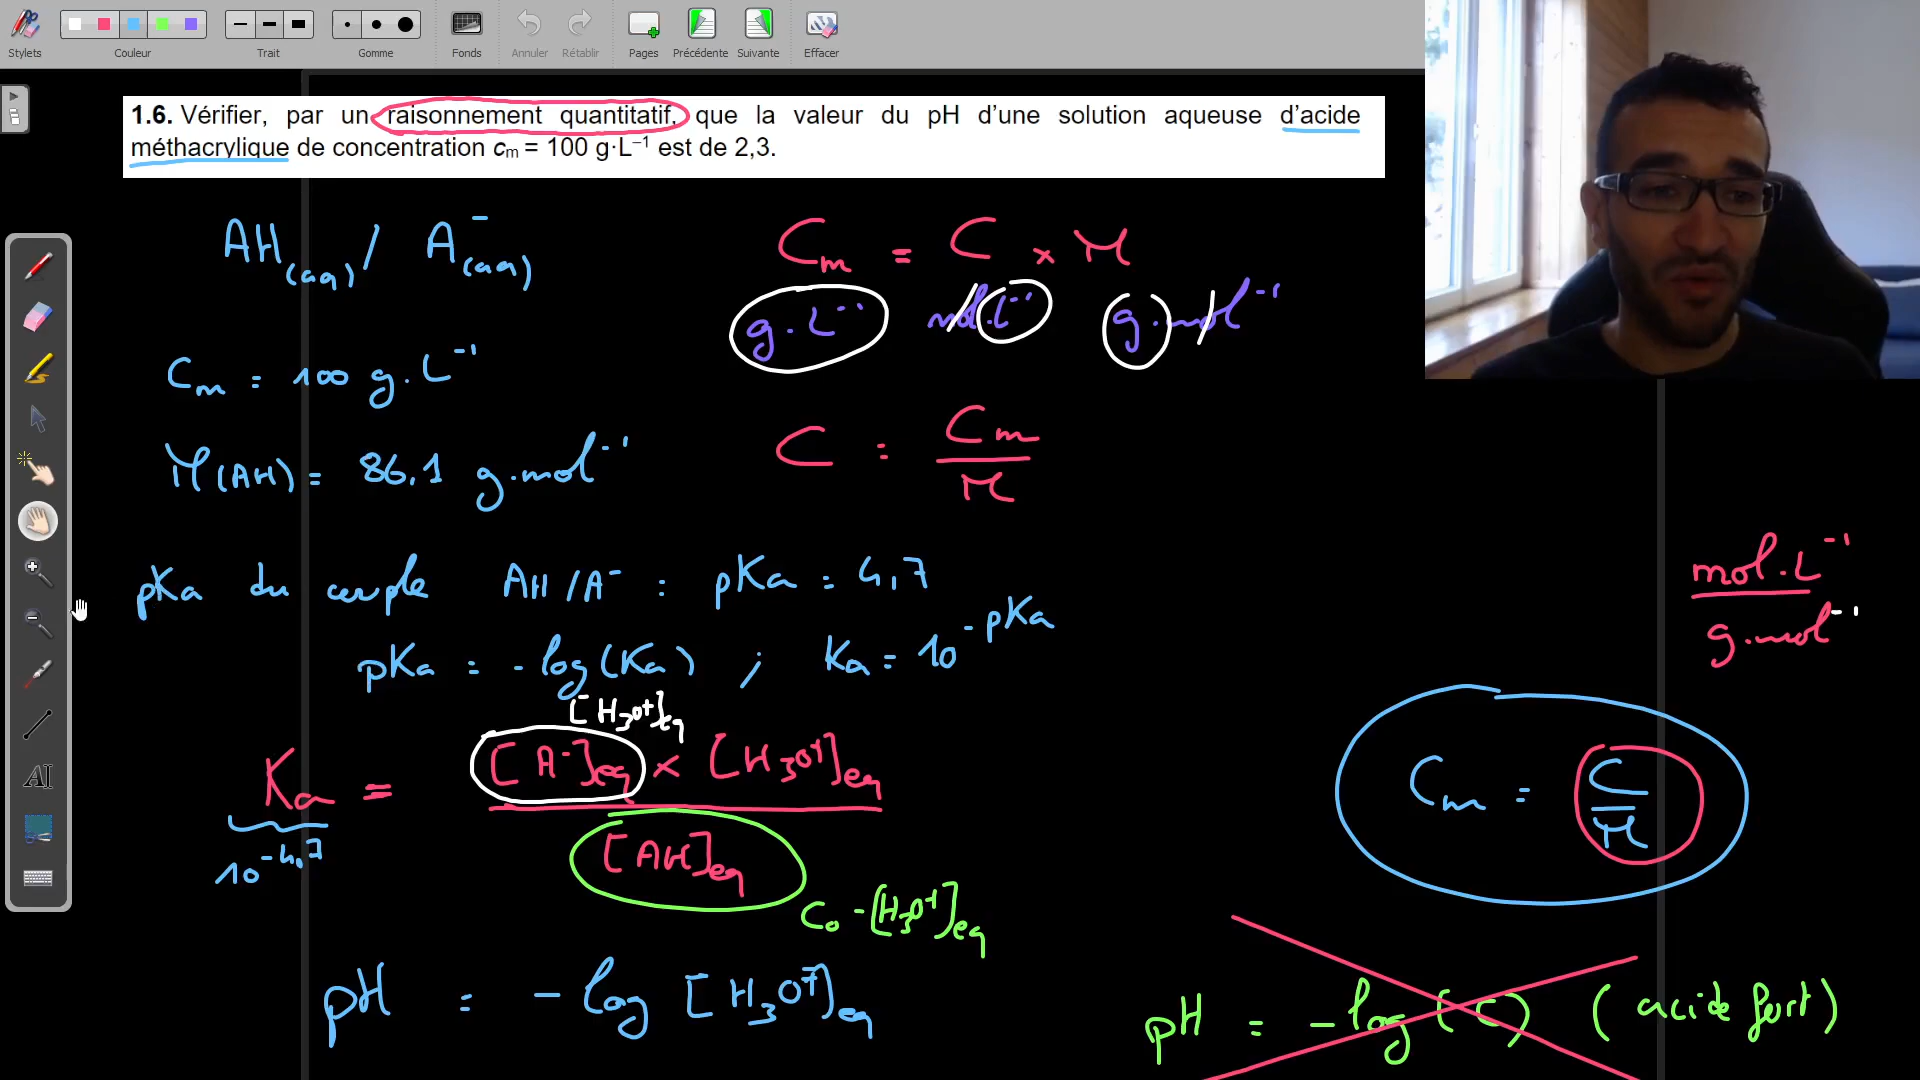 Stylets Couleur Trait Gomme Fonds Annuler Rétablir Pages Précédente Suivante Effacer
1.6. Vérifier, par un raisonnement quantitatif, que la valeur du pH d’une solution aqueuse d’acide
méthacrylique de concentration cm = 100 g·L⁻¹ est de 2,3.
AH(aq) / A⁻(aq)
Cm = C × M
g.L⁻¹ mol.L⁻¹ g.mol⁻¹
Cm = 100 g.L⁻¹
C = Cm / M
M(AH) = 86,1 g.mol⁻¹
pKa du couple AH/A⁻ : pKa = 4,7
mol.L⁻¹
g.mol⁻¹
pKa = -log(Ka) ; Ka = 10^-pKa
[H3O+]eq
Ka = [A⁻]eq × [H3O+]eq
[AH]eq
10^-4,7
C0 - [H3O+]eq
Cm = C / M
pH = -log [H3O+]eq
pH = -log(C) (acide fort)
AI